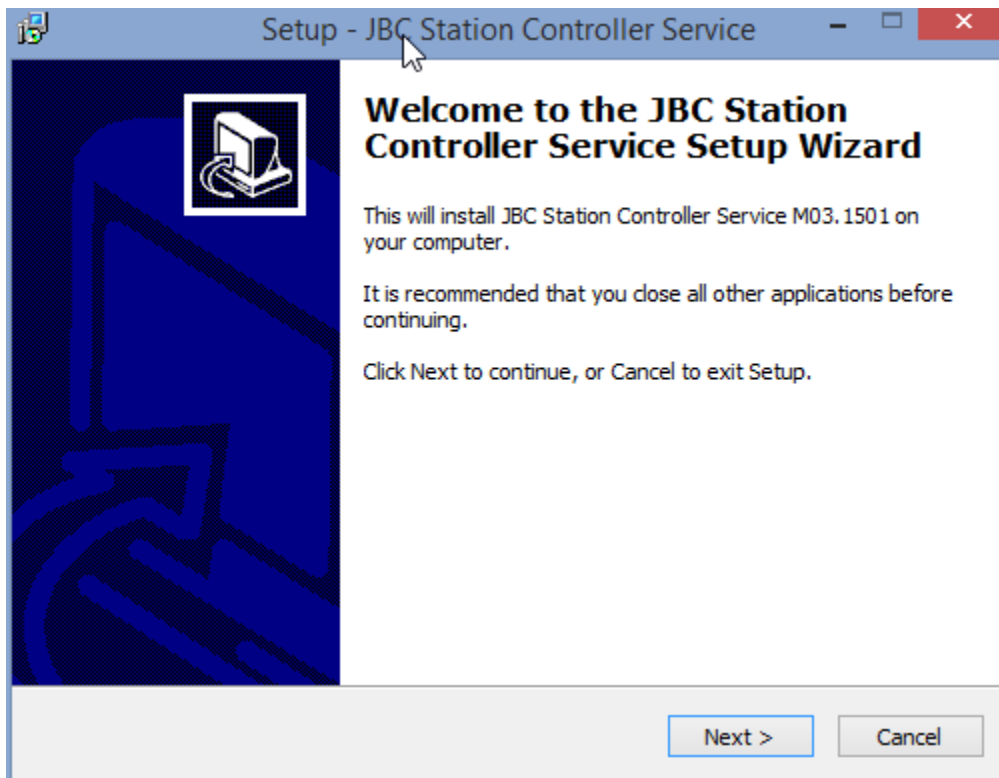 Setup - JBC Station Controller Service
Welcome to the JBC Station
Controller Service Setup Wizard
This will install JBC Station Controller Service M03.1501 on
your computer.
It is recommended that you close all other applications before
continuing.
Click Next to continue, or Cancel to exit Setup.
Next >
Cancel